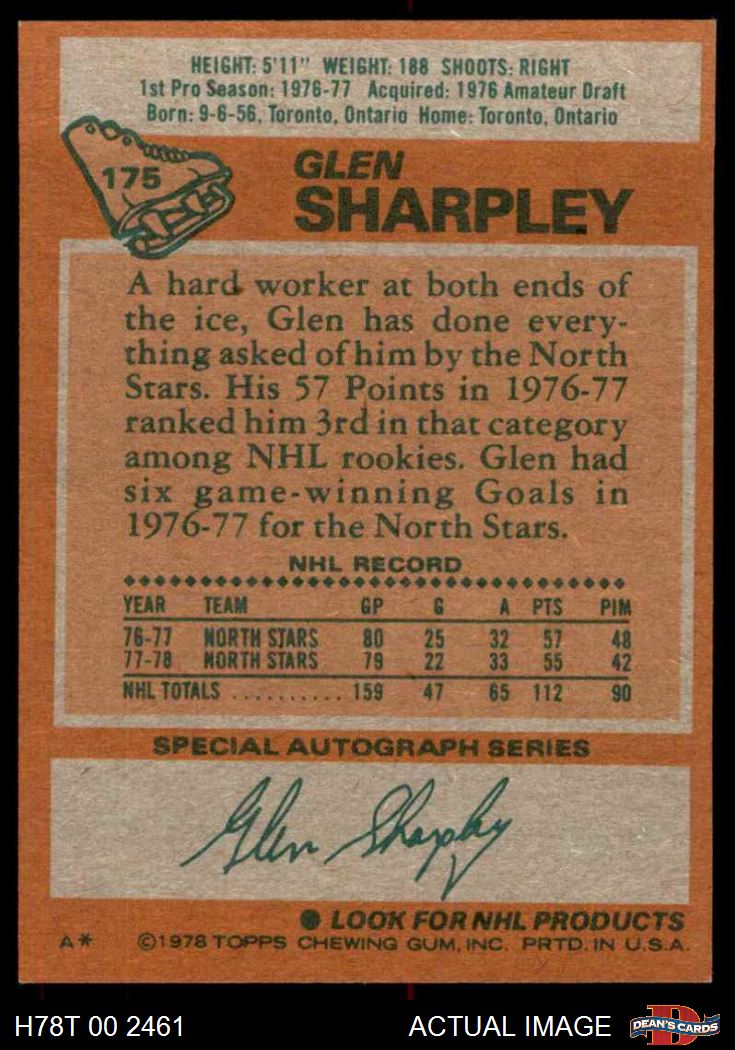 HEIGHT: 5'11" WEIGHT: 188 SHOOTS: RIGHT
1st Pro Season: 1976-77 Acquired: 1976 Amateur Draft
Born: 9-6-56, Toronto, Ontario Home: Toronto, Ontario
175
GLEN
SHARPLEY
A hard worker at both ends of
the ice, Glen has done every-
thing asked of him by the North
Stars. His 57 Points in 1976-77
ranked him 3rd in that category
among NHL rookies. Glen had
six game-winning Goals in
1976-77 for the North Stars.
NHL RECORD
YEAR TEAM GP G A PTS PIM
76-77 NORTH STARS 80 25 32 57 48
77-78 NORTH STARS 79 22 33 55 42
NHL TOTALS .......... 159 47 65 112 90
SPECIAL AUTOGRAPH SERIES
Glen Sharpley
LOOK FOR NHL PRODUCTS
A* ©1978 TOPPS CHEWING GUM, INC. PRTD. IN U.S.A.
H78T 00 2461 ACTUAL IMAGE D DEAN'S CARDS